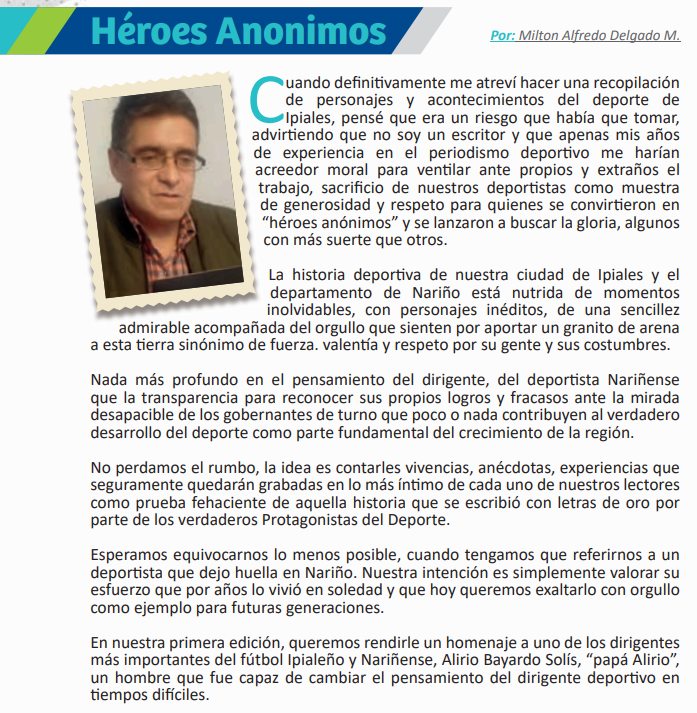 Héroes Anonimos
Por: Milton Alfredo Delgado M.
Cuando definitivamente me atreví hacer una recopilación
de personajes y acontecimientos del deporte de
Ipiales, pensé que era un riesgo que había que tomar,
advirtiendo que no soy un escritor y que apenas mis años
de experiencia en el periodismo deportivo me harían
acreedor moral para ventilar ante propios y extraños el
trabajo, sacrificio de nuestros deportistas como muestra
de generosidad y respeto para quienes se convirtieron en
“héroes anónimos” y se lanzaron a buscar la gloria, algunos
con más suerte que otros.
La historia deportiva de nuestra ciudad de Ipiales y el
departamento de Nariño está nutrida de momentos
inolvidables, con personajes inéditos, de una sencillez
admirable acompañada del orgullo que sienten por aportar un granito de arena
a esta tierra sinónimo de fuerza. valentía y respeto por su gente y sus costumbres.
Nada más profundo en el pensamiento del dirigente, del deportista Nariñense
que la transparencia para reconocer sus propios logros y fracasos ante la mirada
desapacible de los gobernantes de turno que poco o nada contribuyen al verdadero
desarrollo del deporte como parte fundamental del crecimiento de la región.
No perdamos el rumbo, la idea es contarles vivencias, anécdotas, experiencias que
seguramente quedarán grabadas en lo más íntimo de cada uno de nuestros lectores
como prueba fehaciente de aquella historia que se escribió con letras de oro por
parte de los verdaderos Protagonistas del Deporte.
Esperamos equivocarnos lo menos posible, cuando tengamos que referirnos a un
deportista que dejo huella en Nariño. Nuestra intención es simplemente valorar su
esfuerzo que por años lo vivió en soledad y que hoy queremos exaltarlo con orgullo
como ejemplo para futuras generaciones.
En nuestra primera edición, queremos rendirle un homenaje a uno de los dirigentes
más importantes del fútbol Ipialeño y Nariñense, Alirio Bayardo Solís, “papá Alirio”,
un hombre que fue capaz de cambiar el pensamiento del dirigente deportivo en
tiempos difíciles.